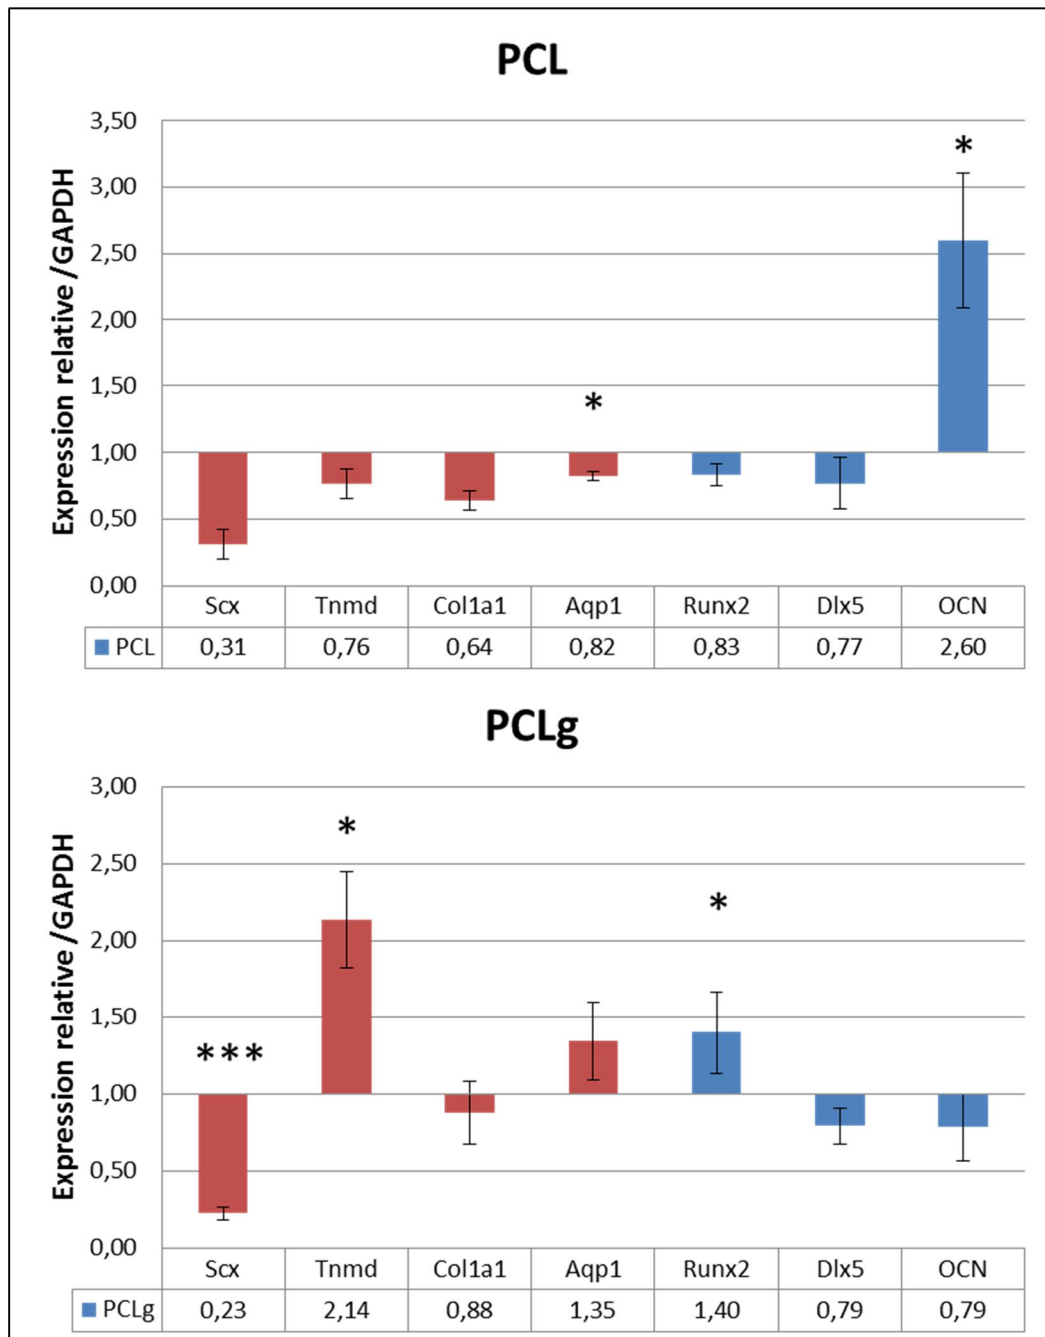 PCL
Expression relative /GAPDH
3,50
3,00
2,50
2,00
1,50
1,00
0,50
0,00
*
*
Scx Tnmd Col1a1 Aqp1 Runx2 Dlx5 OCN
PCL 0,31 0,76 0,64 0,82 0,83 0,77 2,60
PCLg
Expression relative /GAPDH
3,00
2,50
2,00
1,50
1,00
0,50
0,00
***
*
*
Scx Tnmd Col1a1 Aqp1 Runx2 Dlx5 OCN
PCLg 0,23 2,14 0,88 1,35 1,40 0,79 0,79